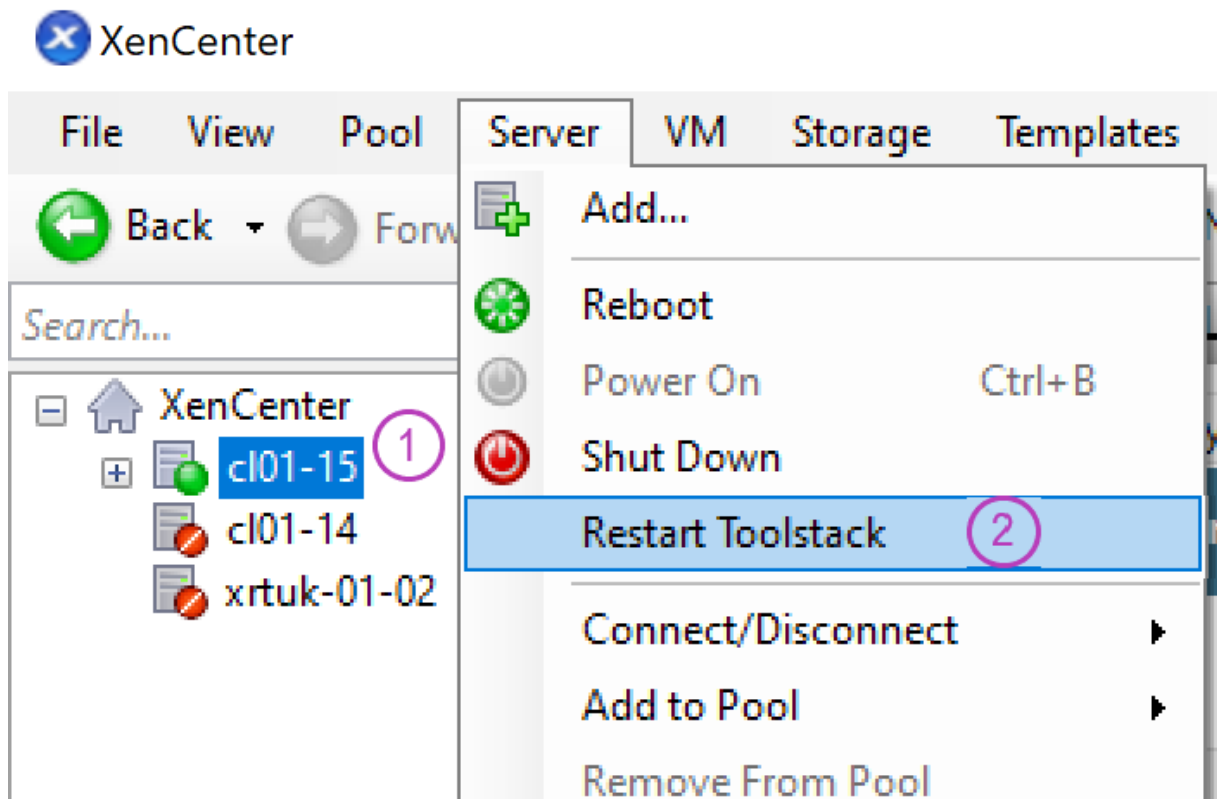 XenCenter
File View Pool Server VM Storage Templates
Back Forw
Search...
XenCenter
cl01-15 1
cl01-14
xrtuk-01-02
Add...
Reboot
Power On Ctrl+B
Shut Down
Restart Toolstack 2
Connect/Disconnect
Add to Pool
Remove From Pool